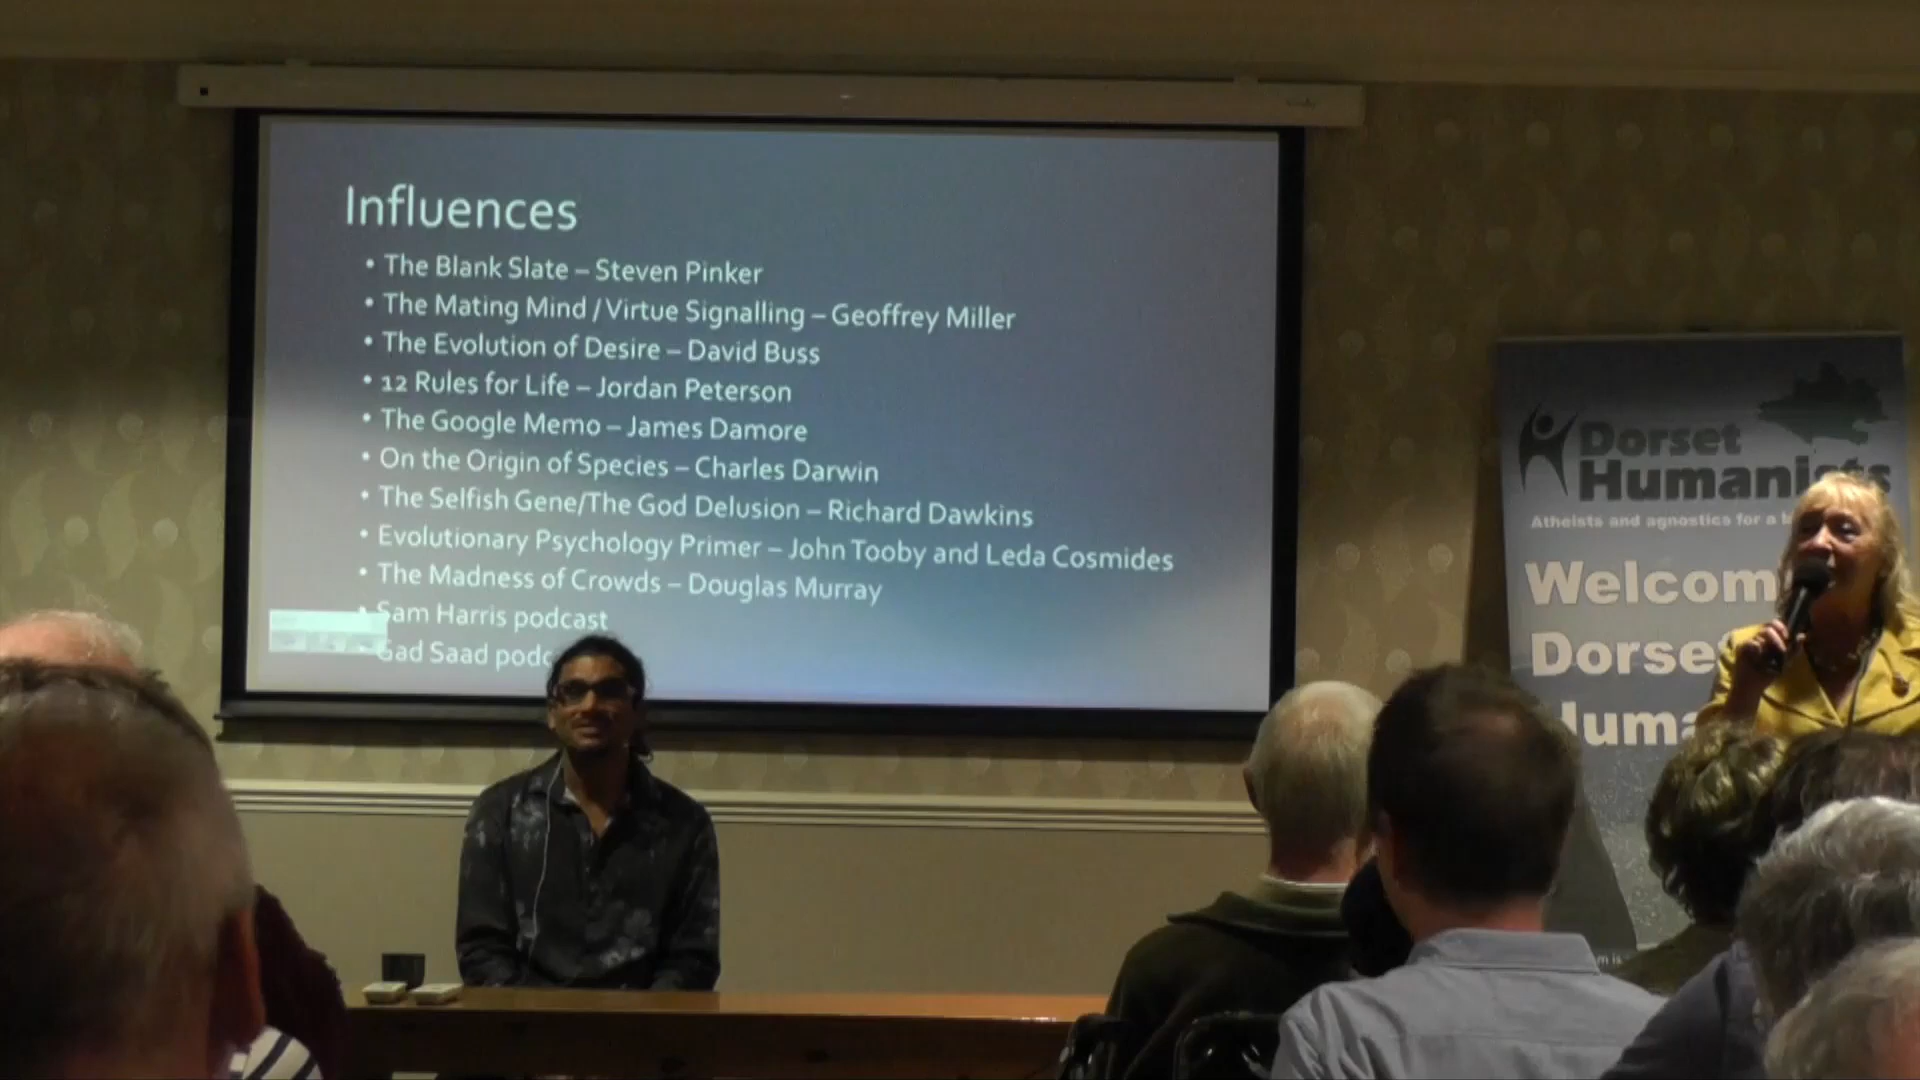 Influences
• The Blank Slate – Steven Pinker
• The Mating Mind / Virtue Signalling – Geoffrey Miller
• The Evolution of Desire – David Buss
• 12 Rules for Life – Jordan Peterson
• The Google Memo – James Damore
• On the Origin of Species – Charles Darwin
• The Selfish Gene/The God Delusion – Richard Dawkins
• Evolutionary Psychology Primer – John Tooby and Leda Cosmides
• The Madness of Crowds – Douglas Murray
• Sam Harris podcast
Gad Saad podc
Dorset
Humanists
Atheists and agnostics for a b
Welcom
Dorse
Huma